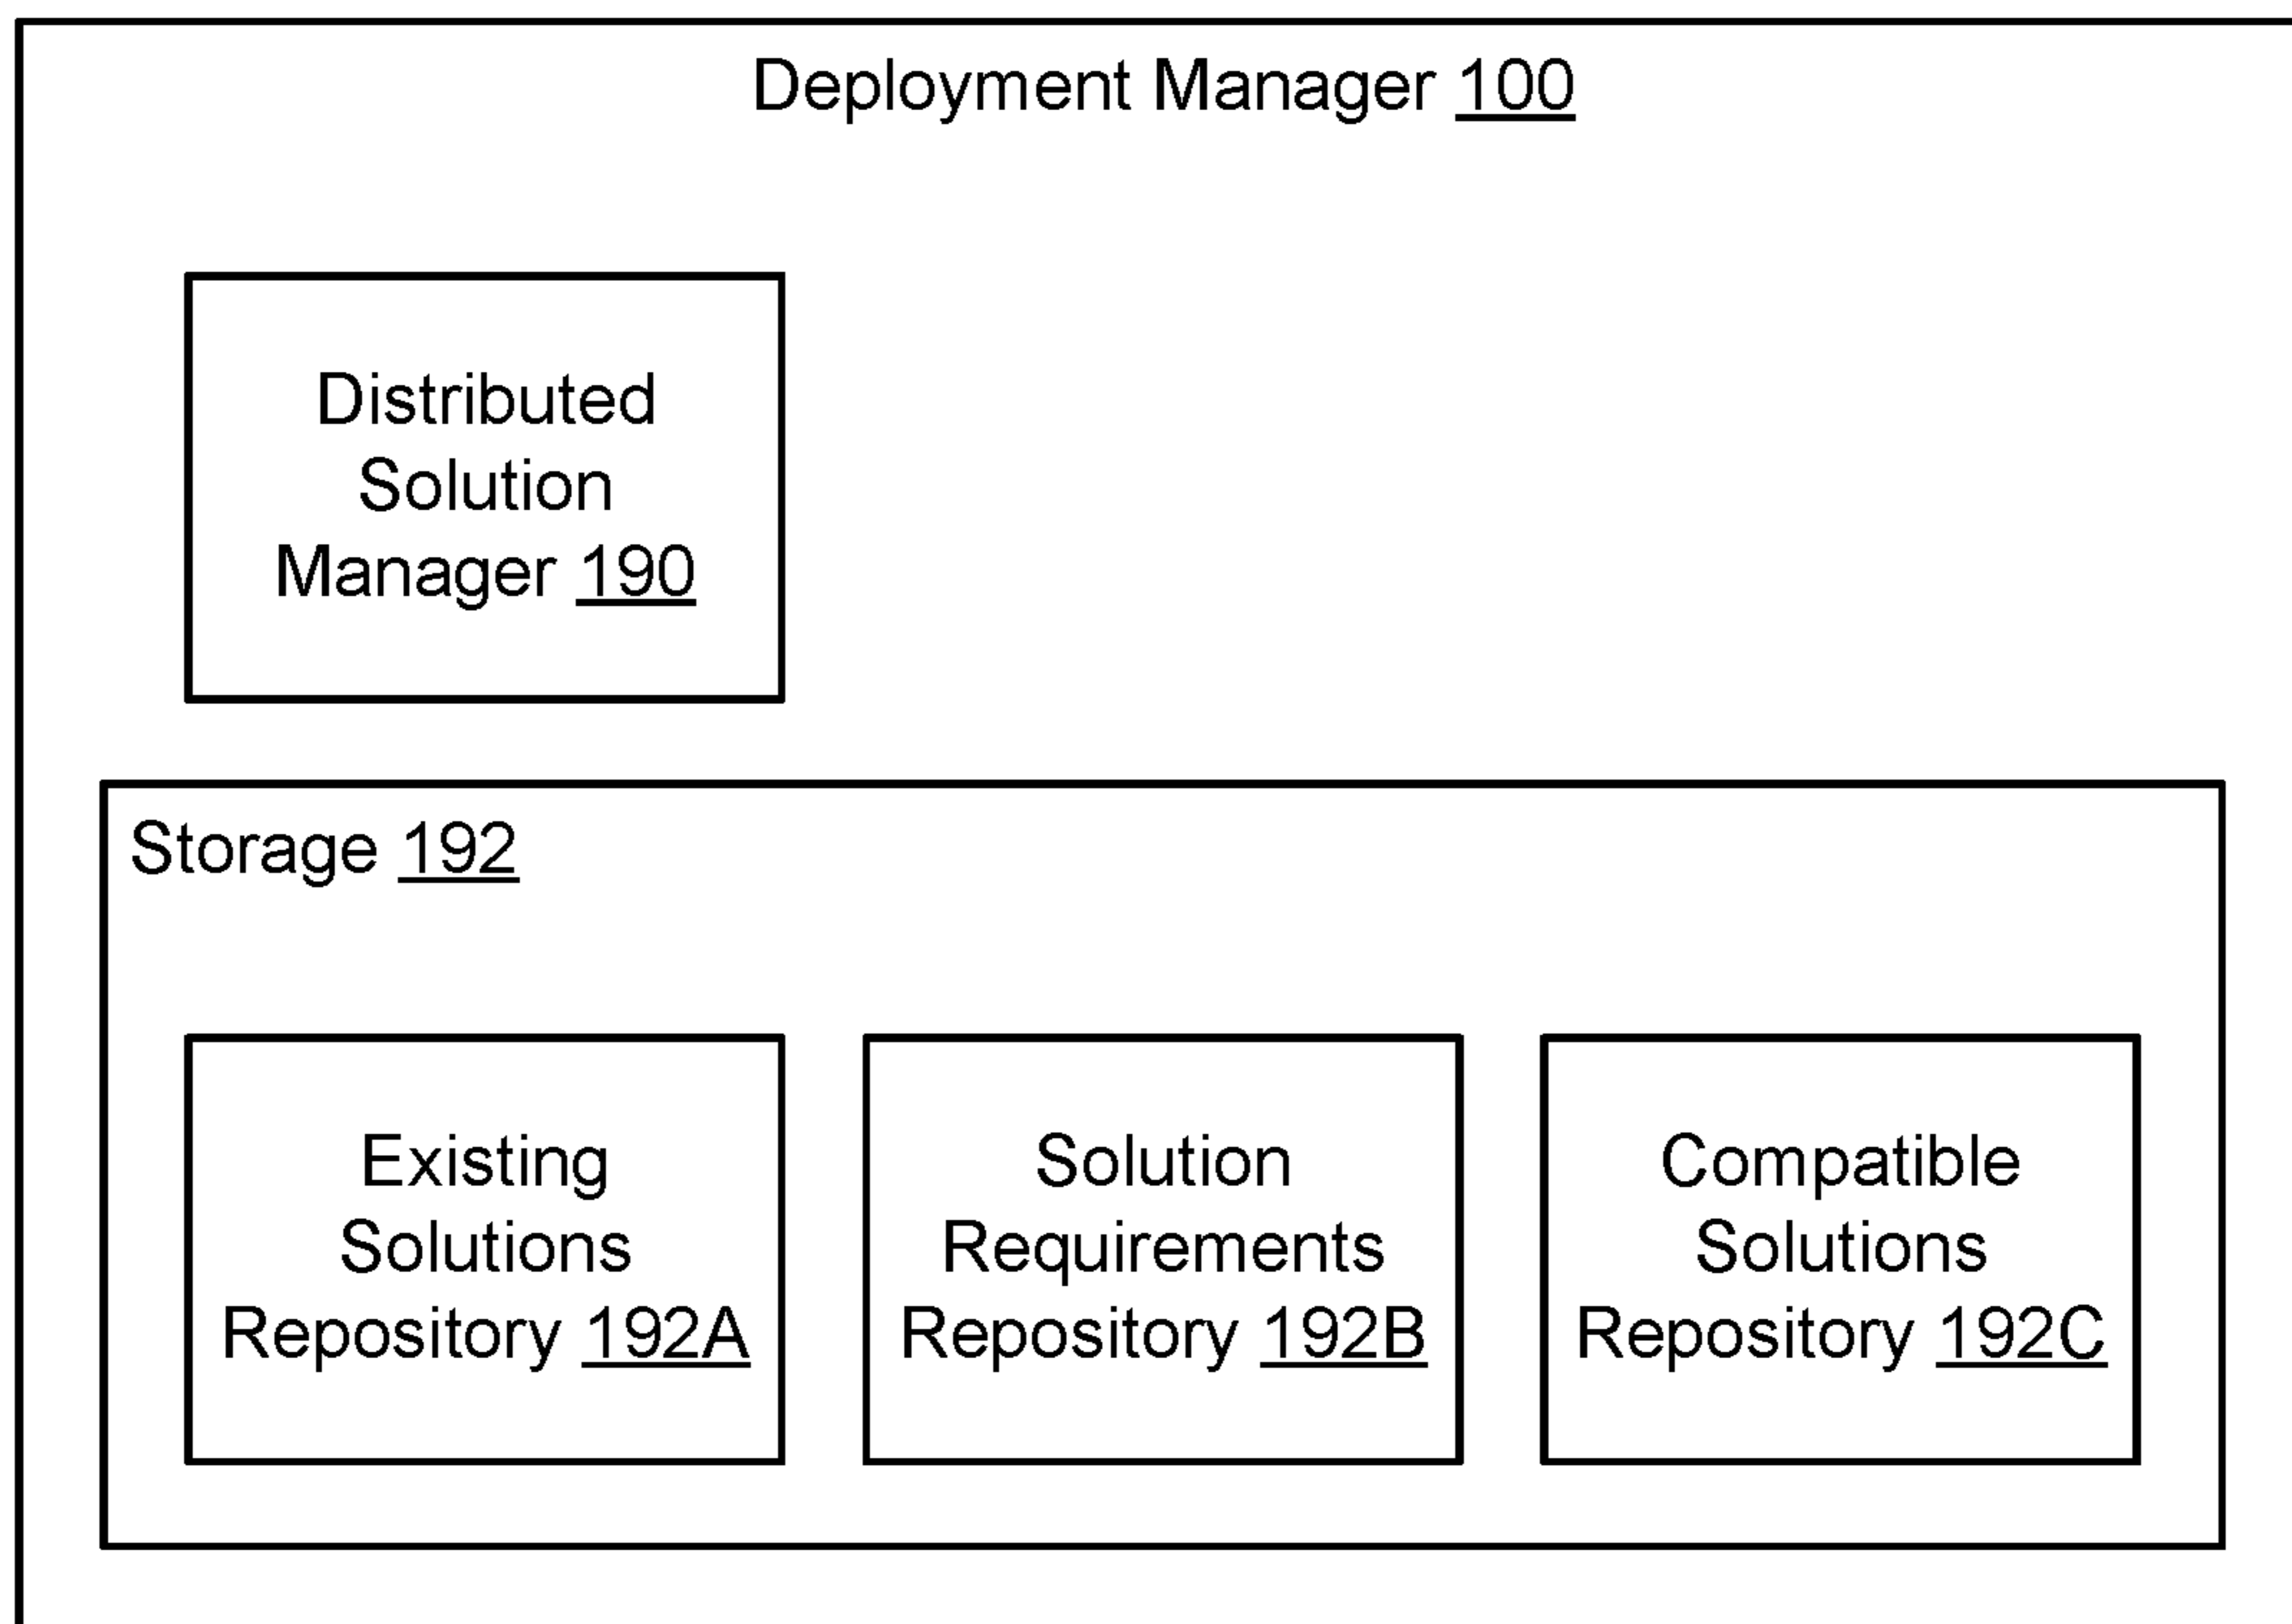 Deployment Manager 100
Distributed
Solution
Manager 190
Storage 192
Existing
Solutions
Repository 192A
Solution
Requirements
Repository 192B
Compatible
Solutions
Repository 192C